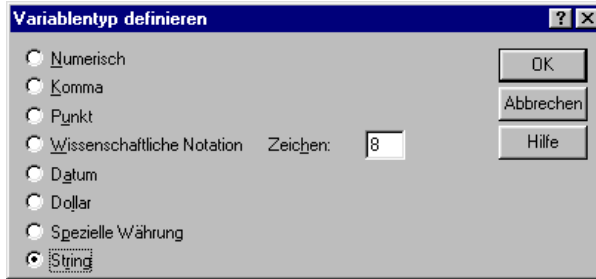 Variablentyp definieren
Numerisch
Komma
Punkt
Wissenschaftliche Notation Zeichen: 8
Datum
Dollar
Spezielle Währung
String
OK
Abbrechen
Hilfe